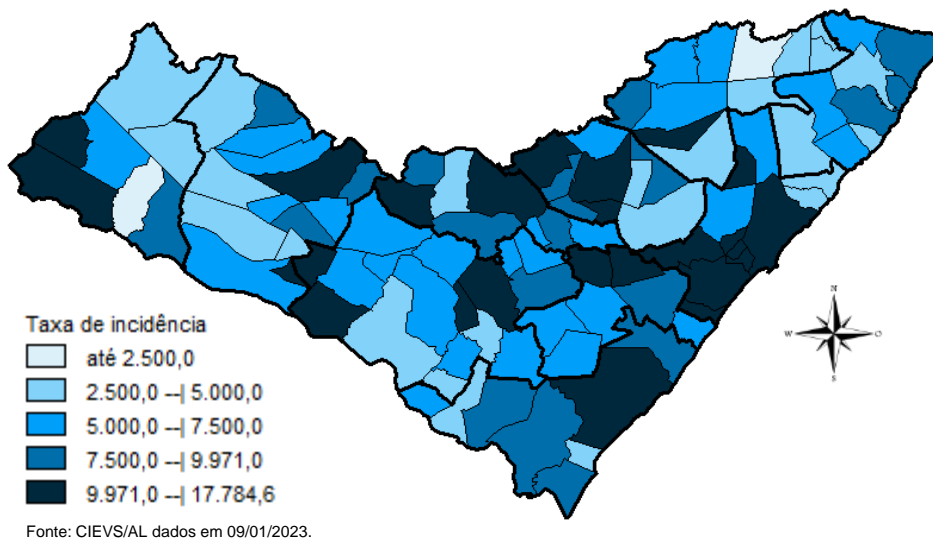 N
W
O
S
Taxa de incidência
até 2.500,0
2.500,0 --| 5.000,0
5.000,0 --| 7.500,0
7.500,0 --| 9.971,0
9.971,0 --| 17.784,6
Fonte: CIEVS/AL dados em 09/01/2023.